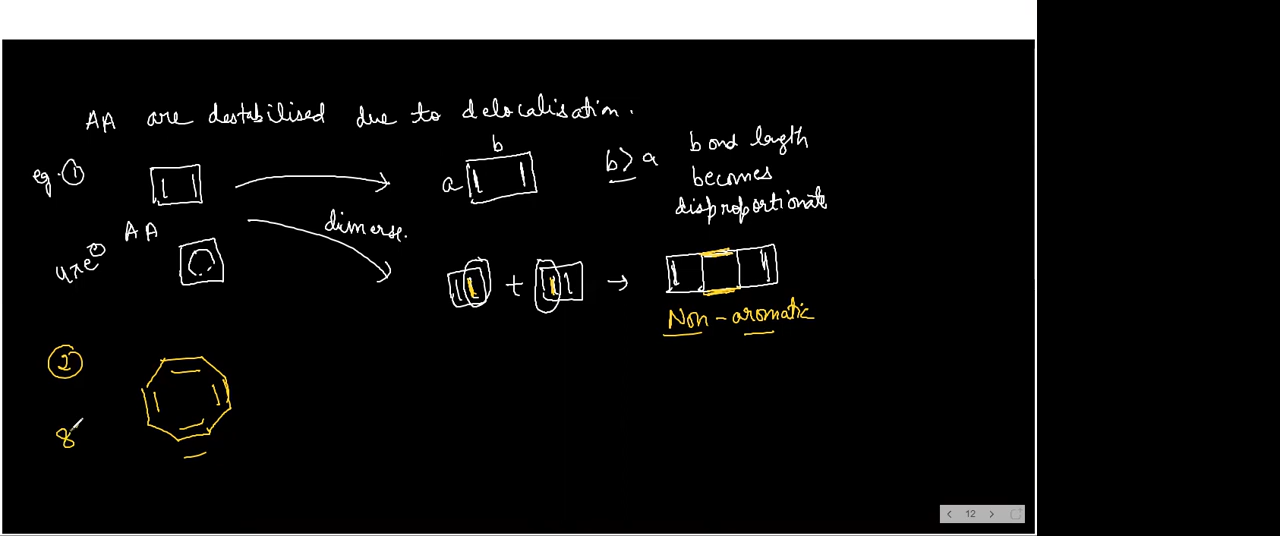 AA are destabilised due to delocalisation.
eg. ①
AA
4πe⊖
dimerse.
a
b
b > a
bond length
becomes
disproportionate
+
→
Non-aromatic
②
8
12